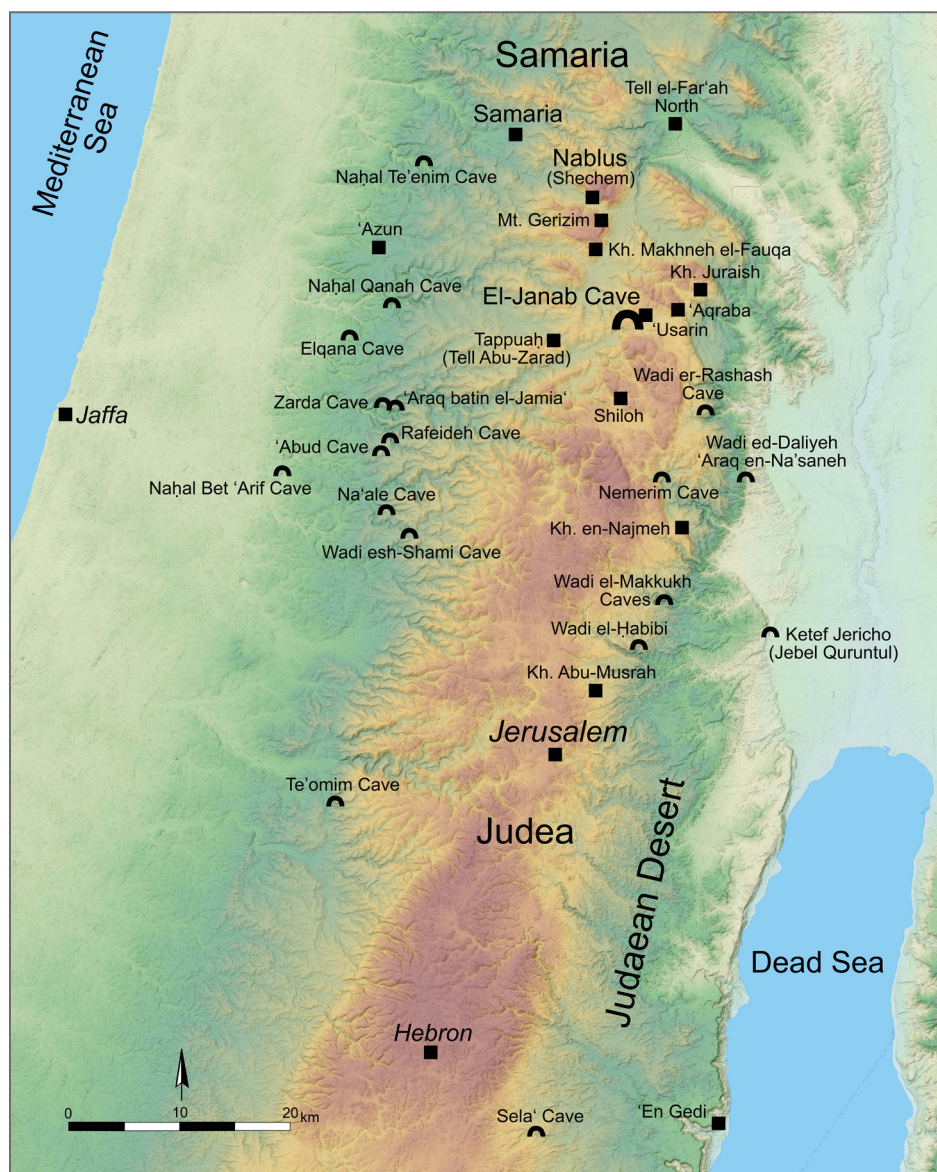 Mediterranean
Sea
Samaria
Tell el-Far‘ah
North
Samaria
Nablus
(Shechem)
Naḥal Te’enim Cave
Mt. Gerizim
‘Azun
Kh. Makhneh el-Fauqa
Kh. Juraish
Naḥal Qanah Cave
El-Janab Cave
‘Aqraba
‘Usarin
Elqana Cave
Tappuaḥ
(Tell Abu-Zarad)
Wadi er-Rashash
Cave
Zarda Cave
‘Araq batin el-Jamia‘
Jaffa
Shiloh
Rafeideh Cave
‘Abud Cave
Wadi ed-Daliyeh
‘Araq en-Na’saneh
Naḥal Bet ‘Arif Cave
Na‘ale Cave
Nemerim Cave
Kh. en-Najmeh
Wadi esh-Shami Cave
Wadi el-Makkukh
Caves
Wadi el-Ḥabibi
Ketef Jericho
(Jebel Quruntul)
Kh. Abu-Musrah
Jerusalem
Te’omim Cave
Judea
Judaean Desert
Dead Sea
Hebron
0 10 20 km
Sela‘ Cave
‘En Gedi